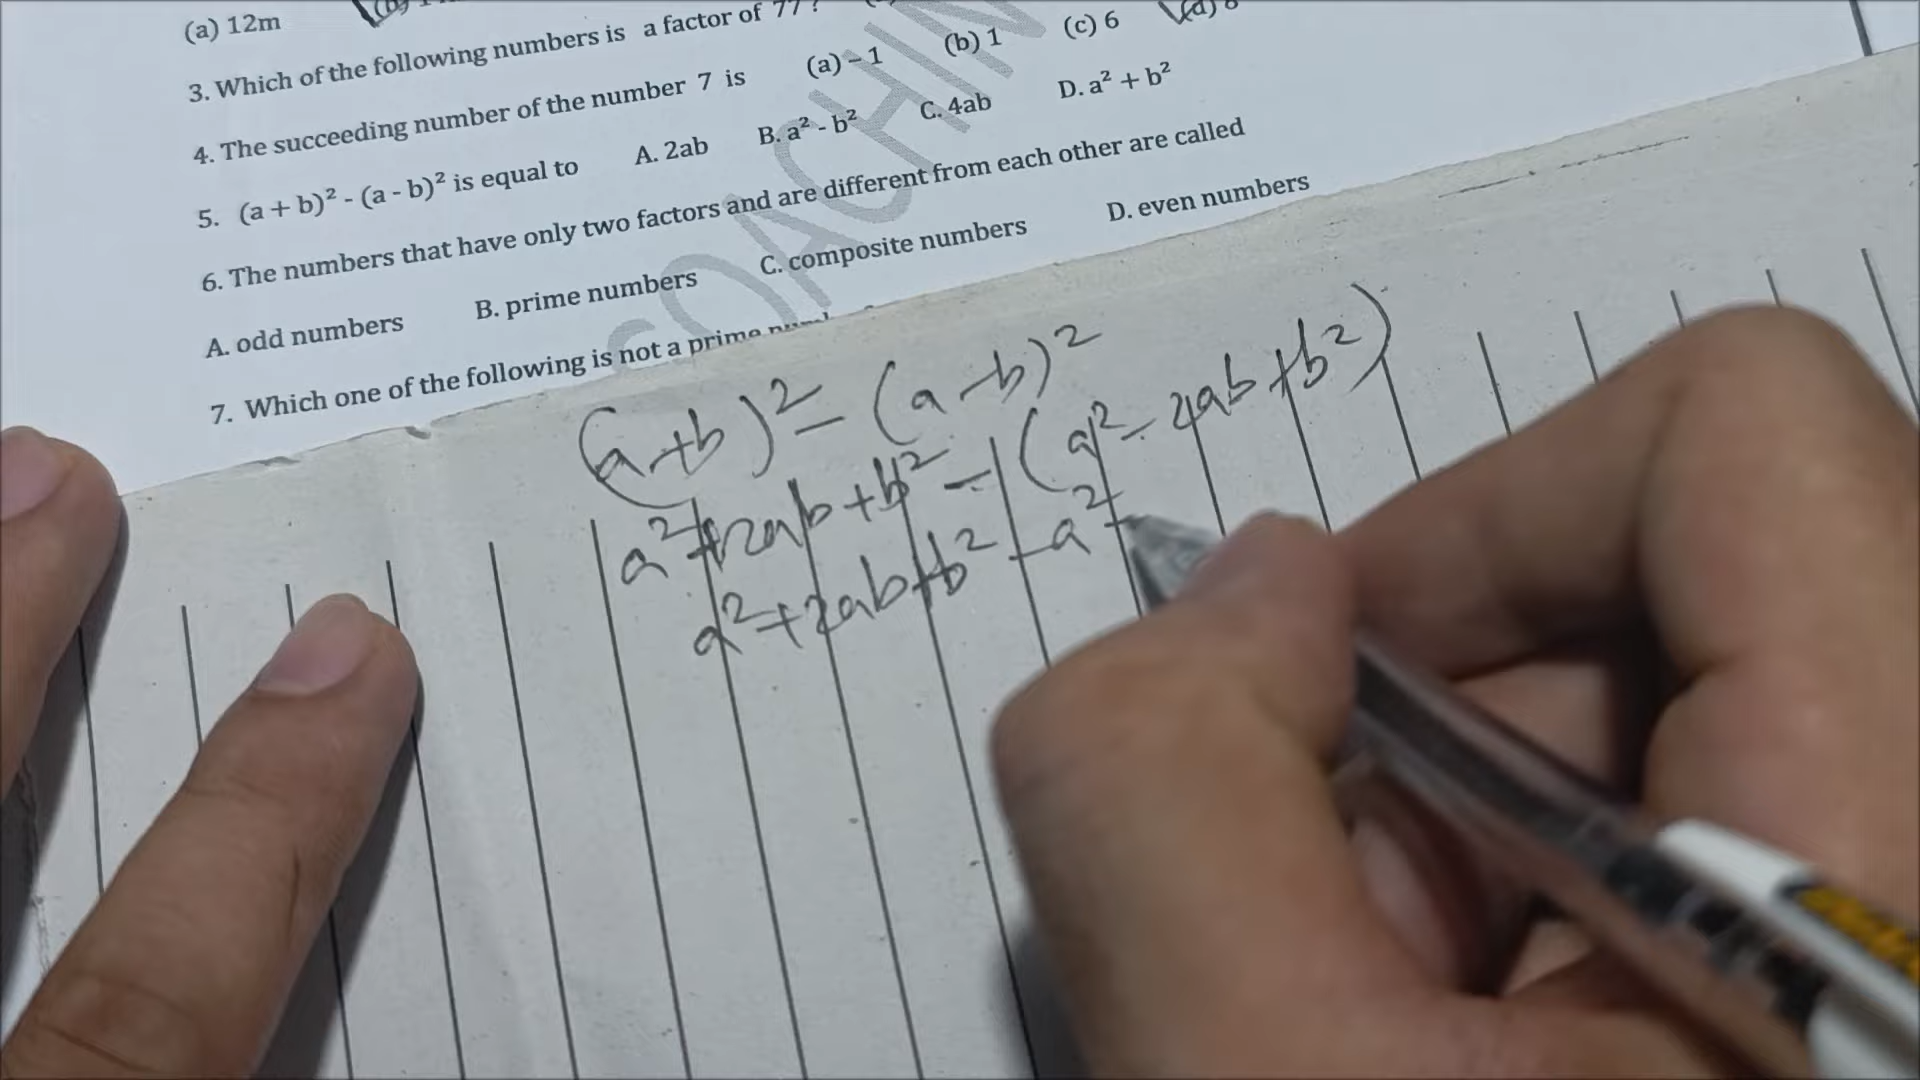 (a) 12m
3. Which of the following numbers is a factor of 77?
4. The succeeding number of the number 7 is (a) – 1 (b) 1 (c) 6 (d)
5. (a + b)² - (a - b)² is equal to A. 2ab B. a² - b² C. 4ab D. a² + b²
6. The numbers that have only two factors and are different from each other are called
A. odd numbers B. prime numbers C. composite numbers D. even numbers
7. Which one of the following is not a prime
COACHIN
(a+b)² – (a–b)²
a²+2ab+b² – (a² – 2ab+b²)
a²+2ab+b² – a² +